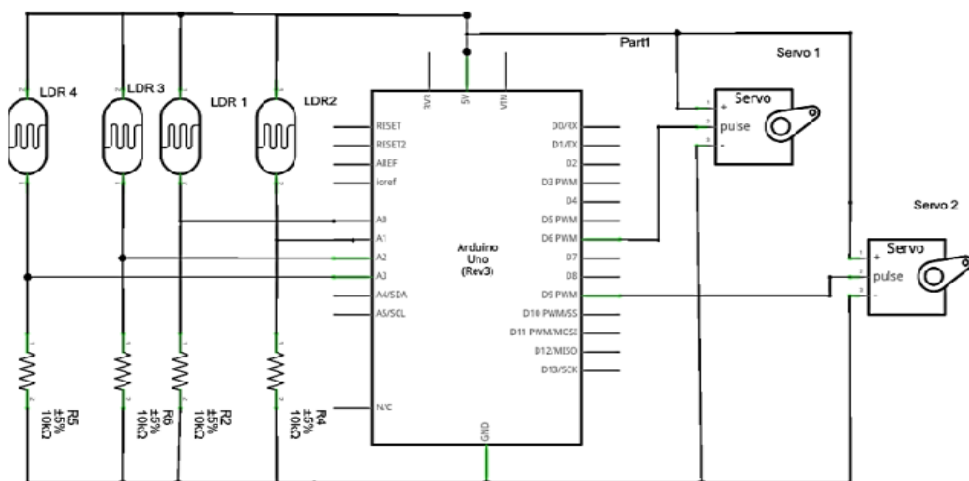 Part1
Servo 1
LDR 4
LDR 3
LDR 1
LDR2
3V3
5V
VIN
Servo
+
pulse
-
RESET
RESET2
AREF
ioref
A0
A1
A2
A3
A4/SDA
A5/SCL
N/C
Arduino
Uno
(Rev3)
D0/RX
D1/TX
D2
D3 PWM
D4
D5 PWM
D6 PWM
D7
D8
D9 PWM
D10 PWM/SS
D11 PWM/MOSI
D12/MISO
D13/SCK
GND
Servo 2
Servo
+
pulse
-
R5
±5%
10kΩ
R6
±5%
10kΩ
R2
±5%
10kΩ
R4
±5%
10kΩ